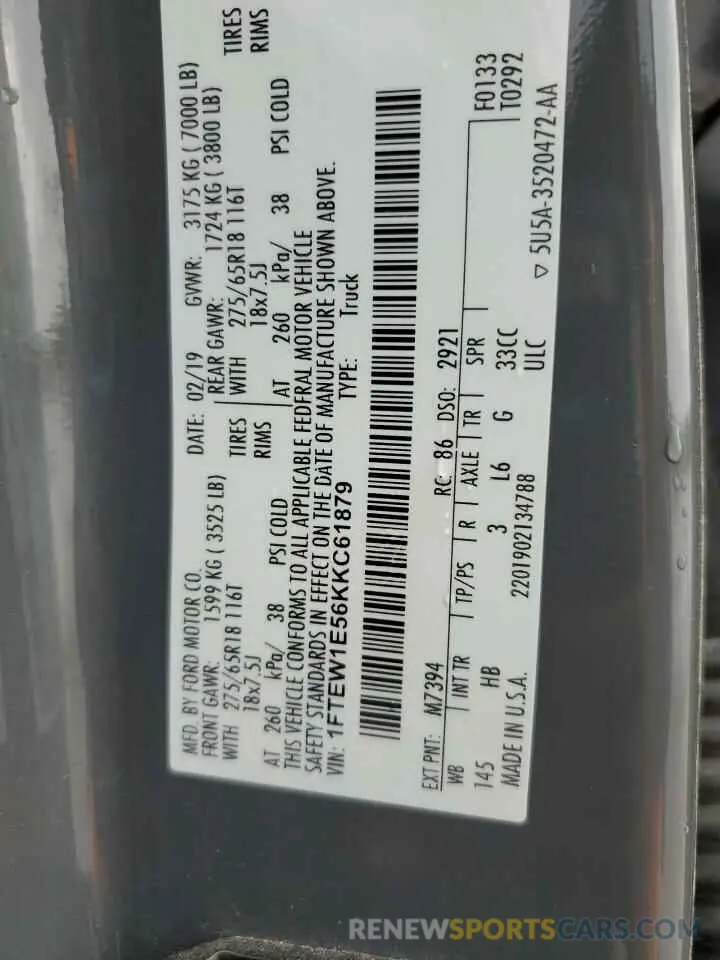 MFD. BY FORD MOTOR CO.
DATE: 02/19 GVWR: 3175 KG ( 7000 LB)
FRONT GAWR: 1599 KG ( 3525 LB) REAR GAWR: 1724 KG ( 3800 LB)
WITH 275/65R18 116T TIRES WITH 275/65R18 116T TIRES
18x7.5J RIMS 18x7.5J RIMS
AT 260 kPa/ 38 PSI COLD AT 260 kPa/ 38 PSI COLD
THIS VEHICLE CONFORMS TO ALL APPLICABLE FEDERAL MOTOR VEHICLE
SAFETY STANDARDS IN EFFECT ON THE DATE OF MANUFACTURE SHOWN ABOVE.
VIN: 1FTEW1E56KKC61879 TYPE: Truck
F0133
EXT PNT: M7394 RC: 86 DSO: 2921 T0292
WB INT TR TP/PS R AXLE TR SPR
145 HB 3 L6 G 33CC
MADE IN U.S.A. 2201902134788 ULC
▽ 5U5A-3520472-AA
RENEWSPORTSCARS.COM